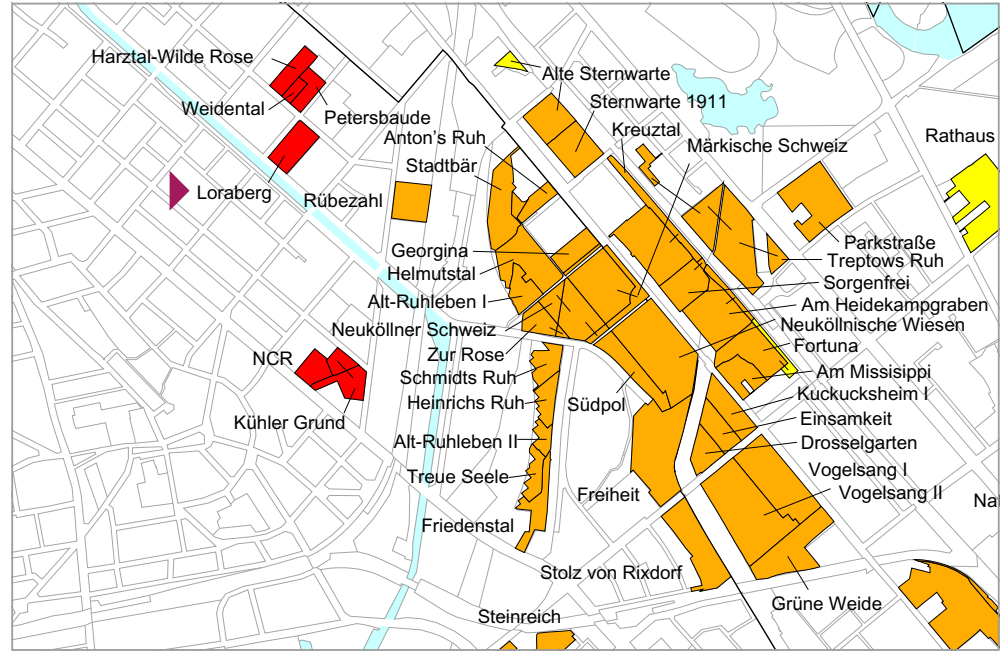 Harztal-Wilde Rose
Alte Sternwarte
Weidental
Sternwarte 1911
Petersbaude
Kreuztal
Anton's Ruh
Märkische Schweiz
Rathaus
Stadtbär
Loraberg
Rübezahl
Parkstraße
Georgina
Treptows Ruh
Helmutstal
Sorgenfrei
Alt-Ruhleben I
Am Heidekampgraben
Neuköllner Schweiz
Neuköllnische Wiesen
Zur Rose
Fortuna
NCR
Schmidts Ruh
Am Missisippi
Kuckucksheim I
Heinrichs Ruh
Südpol
Einsamkeit
Kühler Grund
Alt-Ruhleben II
Drosselgarten
Treue Seele
Vogelsang I
Freiheit
Vogelsang II
Friedenstal
Stolz von Rixdorf
Grüne Weide
Steinreich